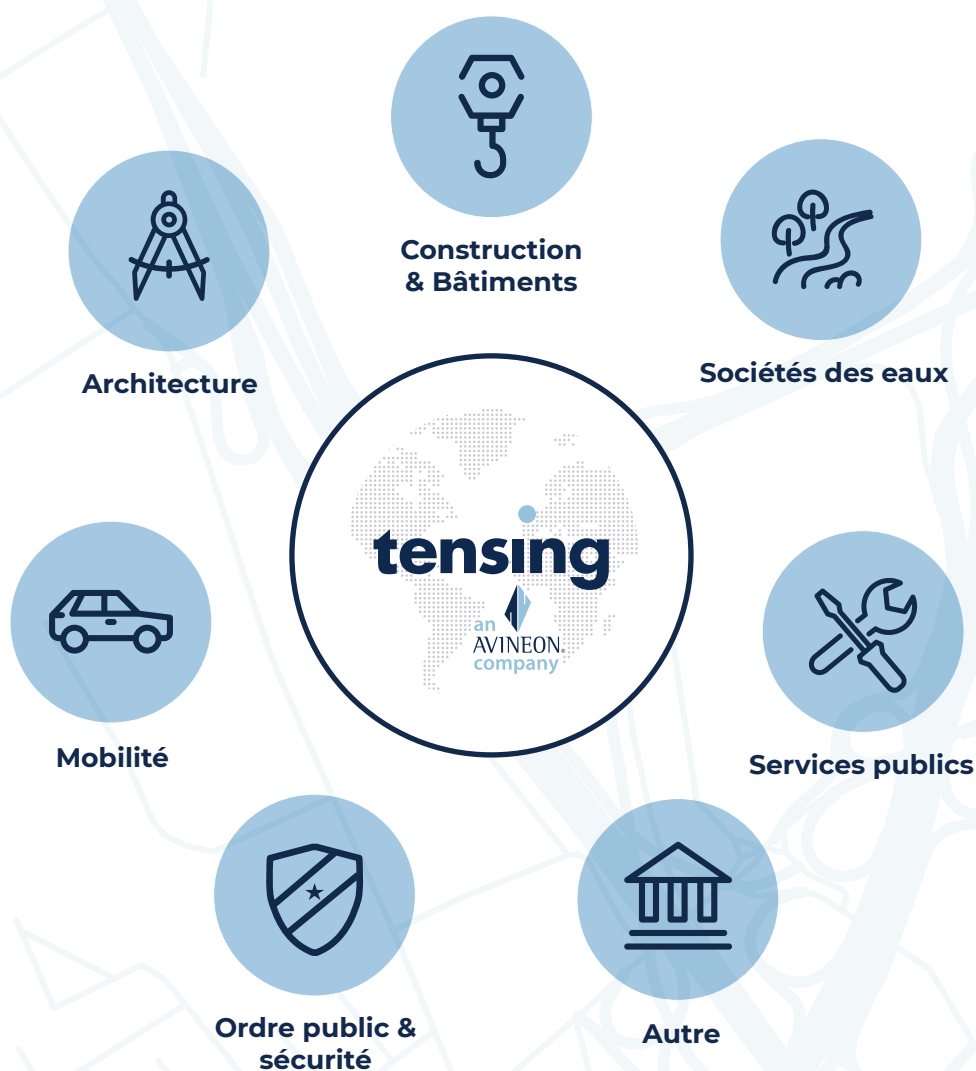 Construction
& Bâtiments
Architecture
Sociétés des eaux
tensing
an
AVINEON®
company
Mobilité
Services publics
Ordre public &
sécurité
Autre